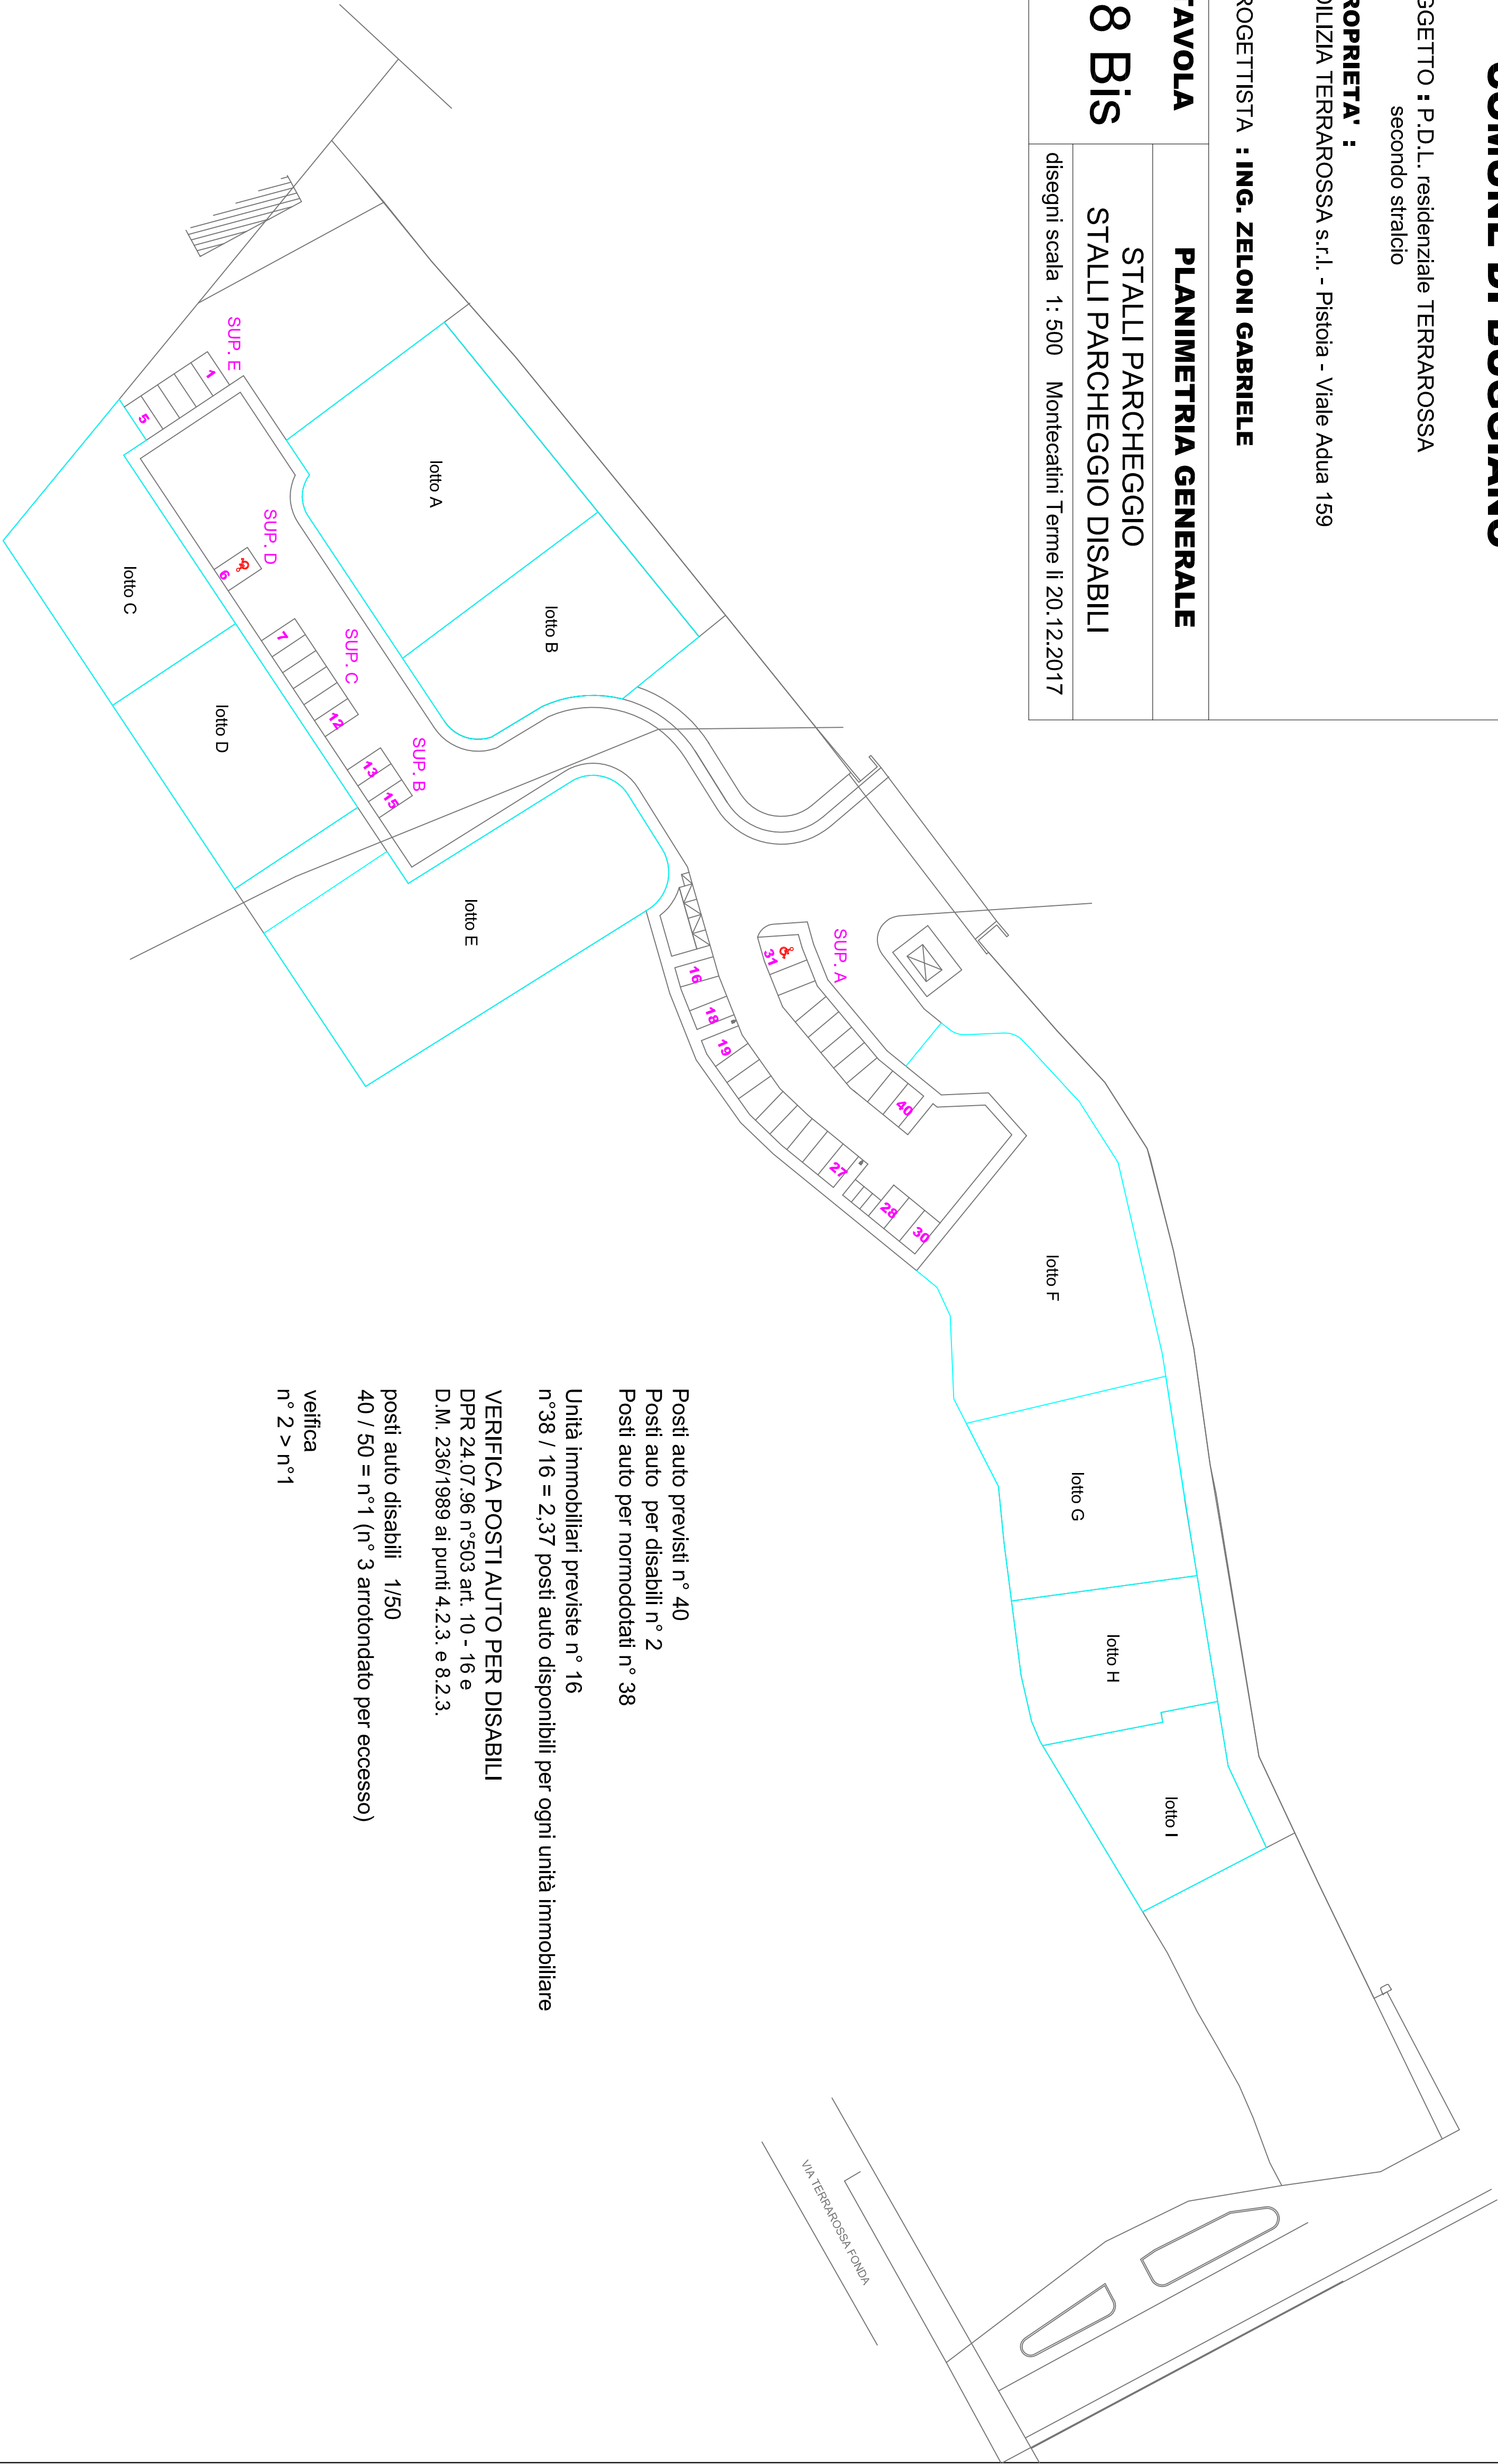 COMUNE DI BUGGIANO
GGETTO : P.D.L. residenziale TERRAROSSA
secondo stralcio
ROPRIETA' :
DILIZIA TERRAROSSA s.r.l. - Pistoia - Viale Adua 159
ROGETTISTA : ING. ZELONI GABRIELE
TAVOLA
PLANIMETRIA GENERALE
8 Bis
STALLI PARCHEGGIO
STALLI PARCHEGGIO DISABILI
disegni scala 1: 500 Montecatini Terme li 20.12.2017
lotto A
lotto B
lotto C
lotto D
lotto E
lotto F
lotto G
lotto H
lotto I
SUP. E
1
5
SUP. D
6
SUP. C
7
12
SUP. B
13
15
SUP. A
31
40
16
18
19
27
28
30
Posti auto previsti n° 40
Posti auto per disabili n° 2
Posti auto per normodotati n° 38
Unità immobiliari previste n° 16
n°38 / 16 = 2,37 posti auto disponibili per ogni unità immobiliare
VERIFICA POSTI AUTO PER DISABILI
DPR 24.07.96 n°503 art. 10 - 16 e
D.M. 236/1989 ai punti 4.2.3. e 8.2.3.
posti auto disabili 1/50
40 / 50 = n°1 (n° 3 arrotondato per eccesso)
veifica
n° 2 > n°1
VIA TERRAROSSA FONDA